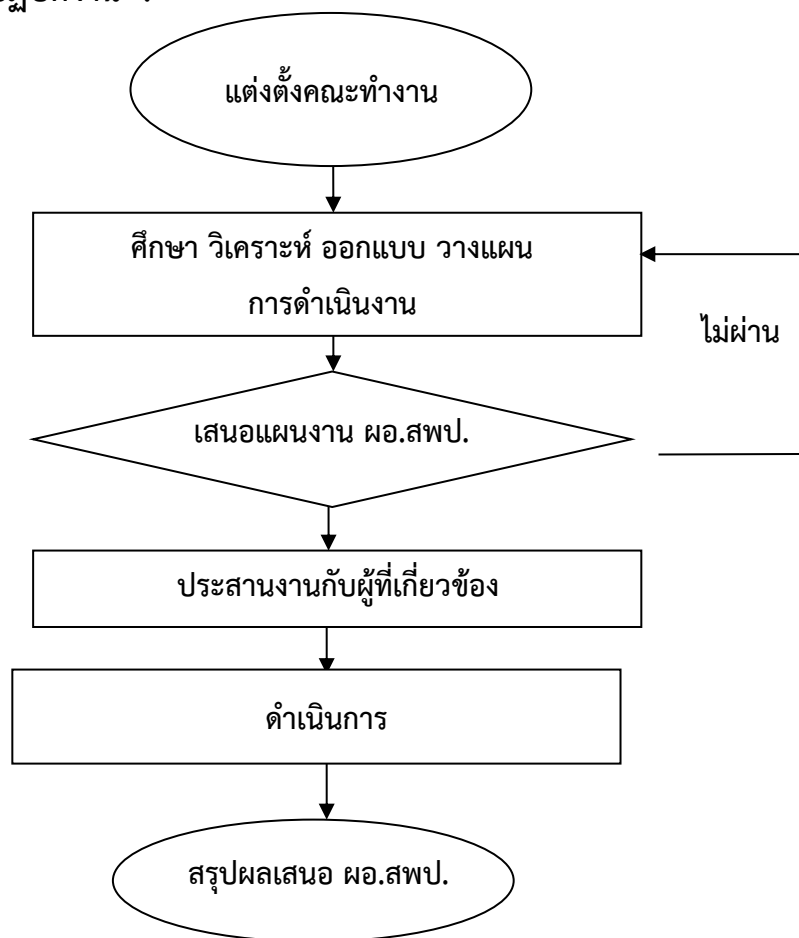 แต่งตั้งคณะทำงาน
ศึกษา วิเคราะห์ ออกแบบ วางแผน
การดำเนินงาน
ไม่ผ่าน
เสนอแผนงาน ผอ.สพป.
ประสานงานกับผู้ที่เกี่ยวข้อง
ดำเนินการ
สรุปผลเสนอ ผอ.สพป.